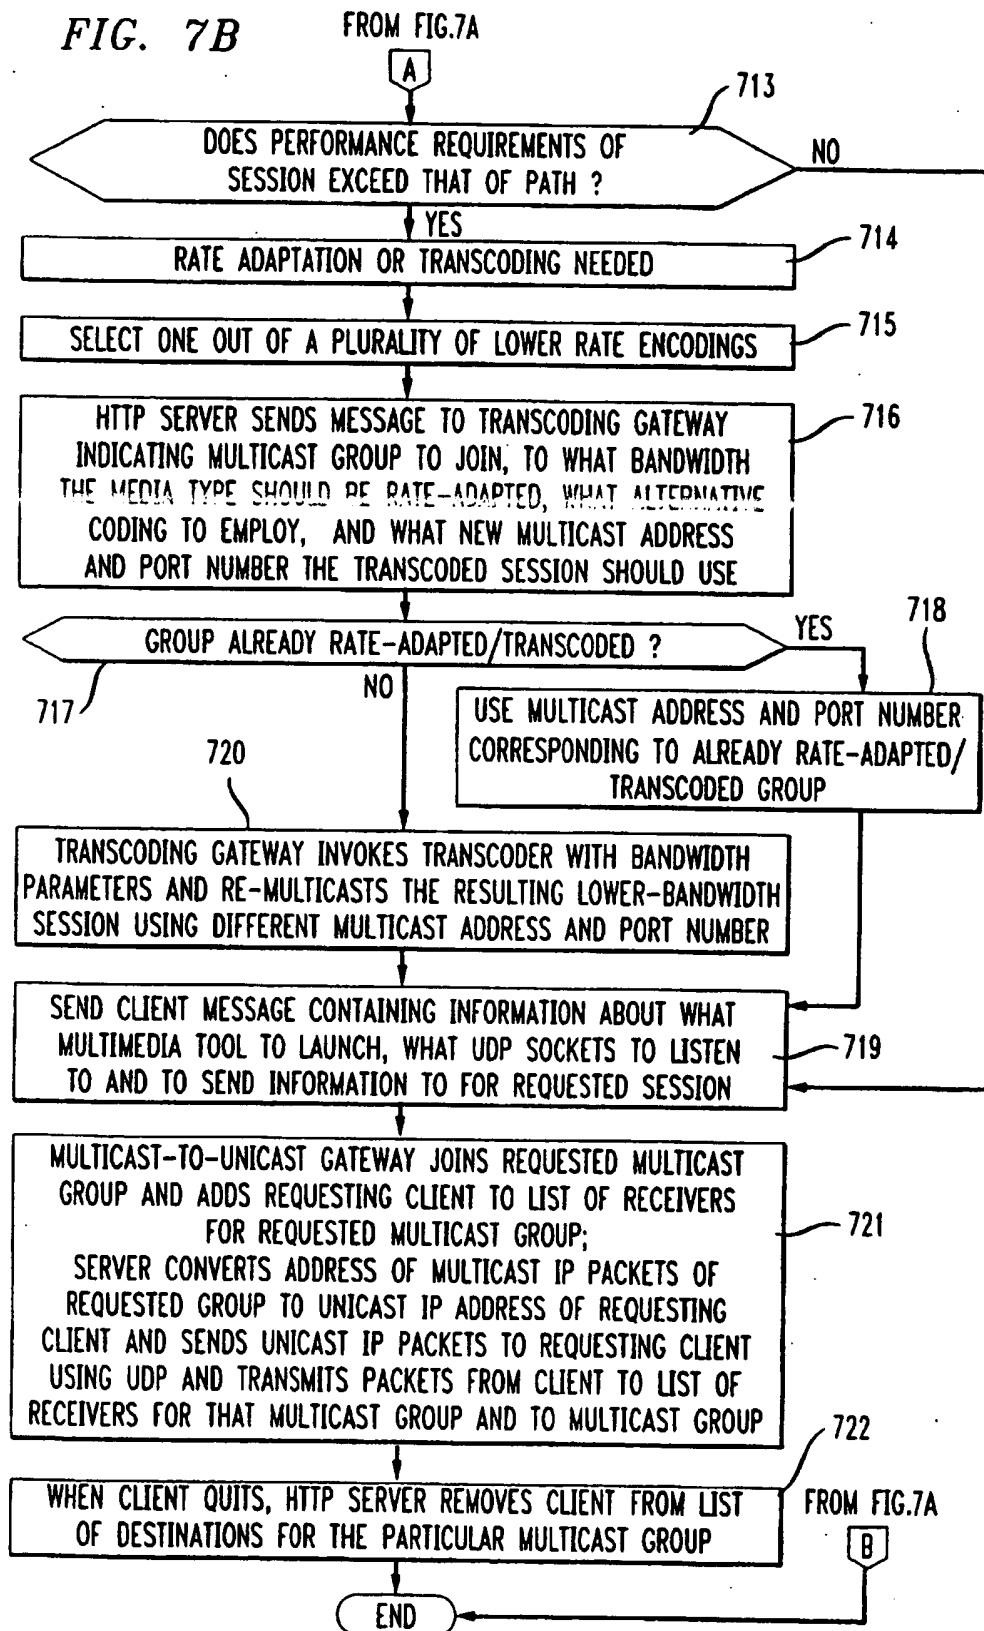 FIG. 7B
FROM FIG.7A
A
713
DOES PERFORMANCE REQUIREMENTS OF
SESSION EXCEED THAT OF PATH ?
NO
YES
714
RATE ADAPTATION OR TRANSCODING NEEDED
715
SELECT ONE OUT OF A PLURALITY OF LOWER RATE ENCODINGS
716
HTTP SERVER SENDS MESSAGE TO TRANSCODING GATEWAY
INDICATING MULTICAST GROUP TO JOIN, TO WHAT BANDWIDTH
THE MEDIA TYPE SHOULD BE RATE-ADAPTED, WHAT ALTERNATIVE
CODING TO EMPLOY, AND WHAT NEW MULTICAST ADDRESS
AND PORT NUMBER THE TRANSCODED SESSION SHOULD USE
GROUP ALREADY RATE-ADAPTED/TRANSCODED ?
YES
718
717
NO
USE MULTICAST ADDRESS AND PORT NUMBER
CORRESPONDING TO ALREADY RATE-ADAPTED/
TRANSCODED GROUP
720
TRANSCODING GATEWAY INVOKES TRANSCODER WITH BANDWIDTH
PARAMETERS AND RE-MULTICASTS THE RESULTING LOWER-BANDWIDTH
SESSION USING DIFFERENT MULTICAST ADDRESS AND PORT NUMBER
SEND CLIENT MESSAGE CONTAINING INFORMATION ABOUT WHAT
MULTIMEDIA TOOL TO LAUNCH, WHAT UDP SOCKETS TO LISTEN
TO AND TO SEND INFORMATION TO FOR REQUESTED SESSION
719
MULTICAST-TO-UNICAST GATEWAY JOINS REQUESTED MULTICAST
GROUP AND ADDS REQUESTING CLIENT TO LIST OF RECEIVERS
FOR REQUESTED MULTICAST GROUP;
SERVER CONVERTS ADDRESS OF MULTICAST IP PACKETS OF
REQUESTED GROUP TO UNICAST IP ADDRESS OF REQUESTING
CLIENT AND SENDS UNICAST IP PACKETS TO REQUESTING CLIENT
USING UDP AND TRANSMITS PACKETS FROM CLIENT TO LIST OF
RECEIVERS FOR THAT MULTICAST GROUP AND TO MULTICAST GROUP
721
722
WHEN CLIENT QUITS, HTTP SERVER REMOVES CLIENT FROM LIST
OF DESTINATIONS FOR THE PARTICULAR MULTICAST GROUP
FROM FIG.7A
B
END